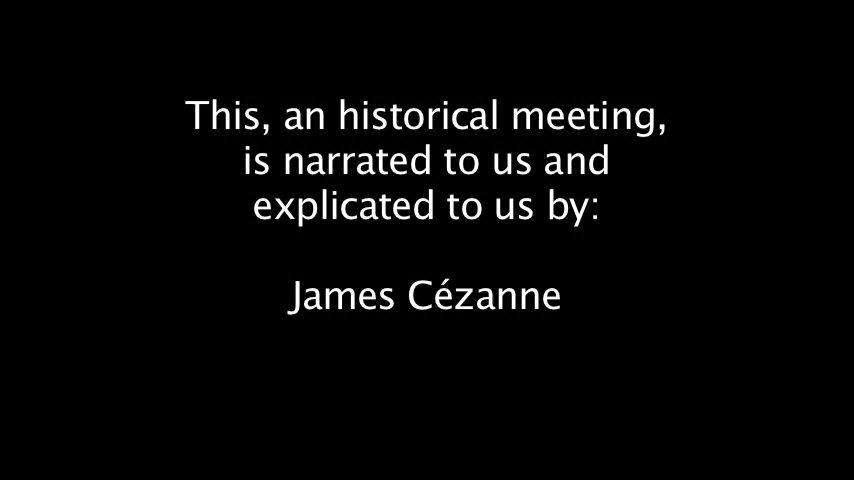 This, an historical meeting,
is narrated to us and
explicated to us by:
James Cézanne